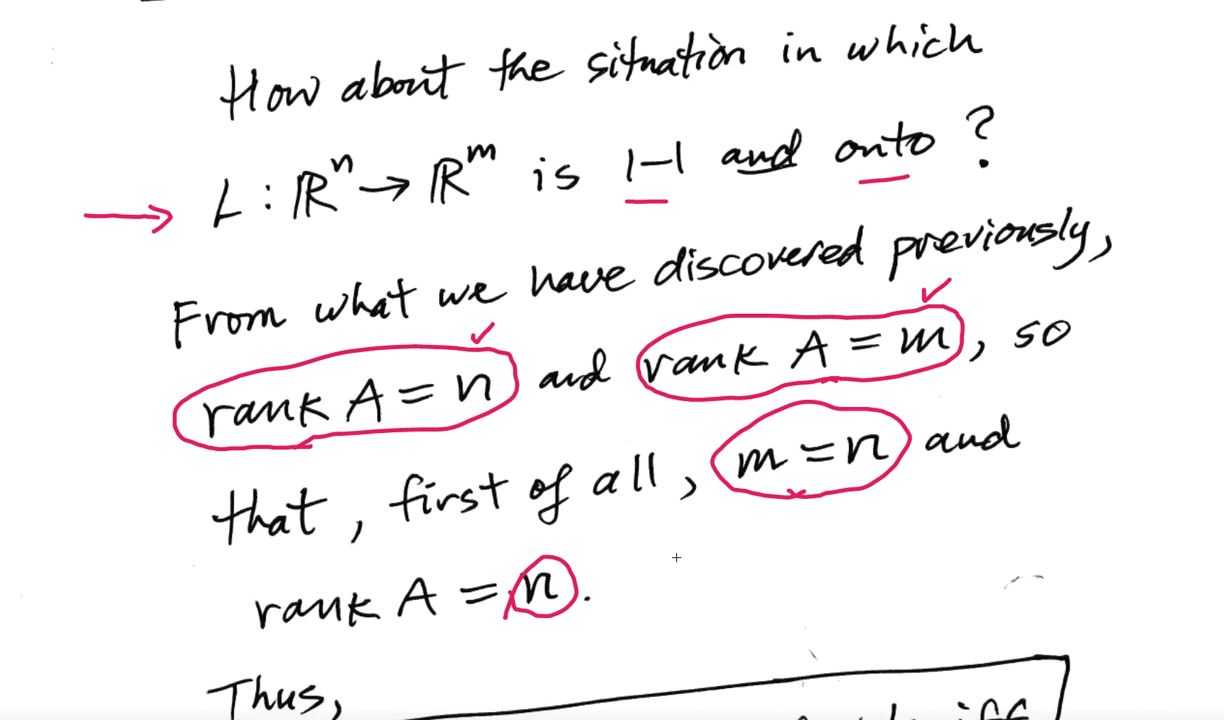 How about the situation in which
L : ℝⁿ → ℝᵐ is 1-1 and onto ?
From what we have discovered previously,
rank A = n and rank A = m, so
that, first of all, m = n and
rank A = n.
Thus,
iff